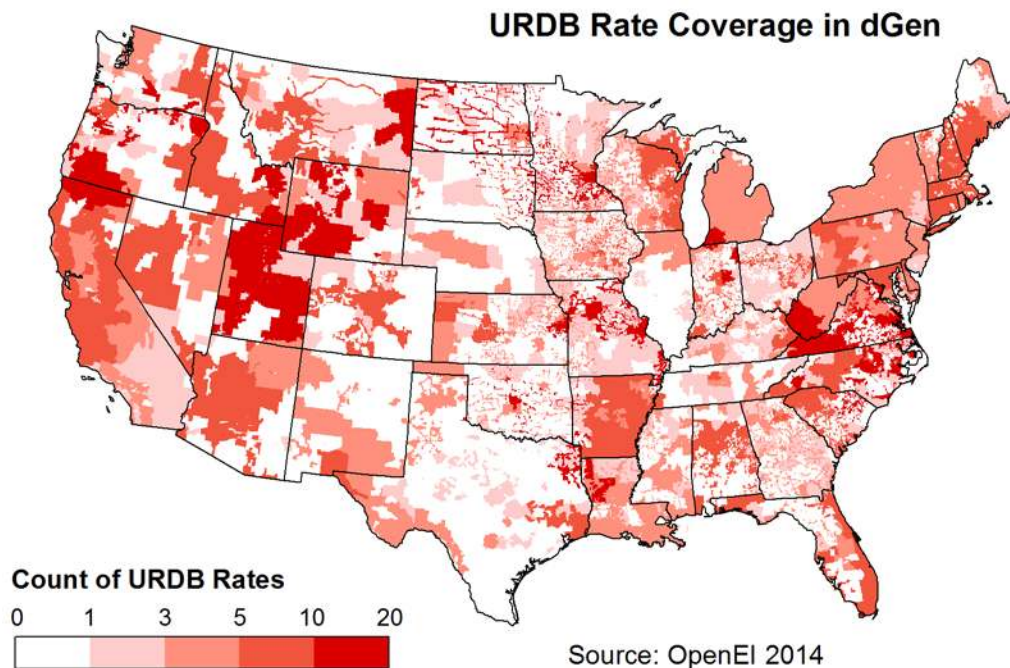 URDB Rate Coverage in dGen
Count of URDB Rates
0 1 3 5 10 20
Source: OpenEI 2014